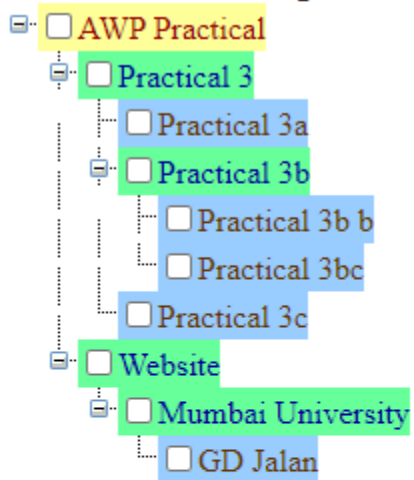 AWP Practical
Practical 3
Practical 3a
Practical 3b
Practical 3b b
Practical 3bc
Practical 3c
Website
Mumbai University
GD Jalan